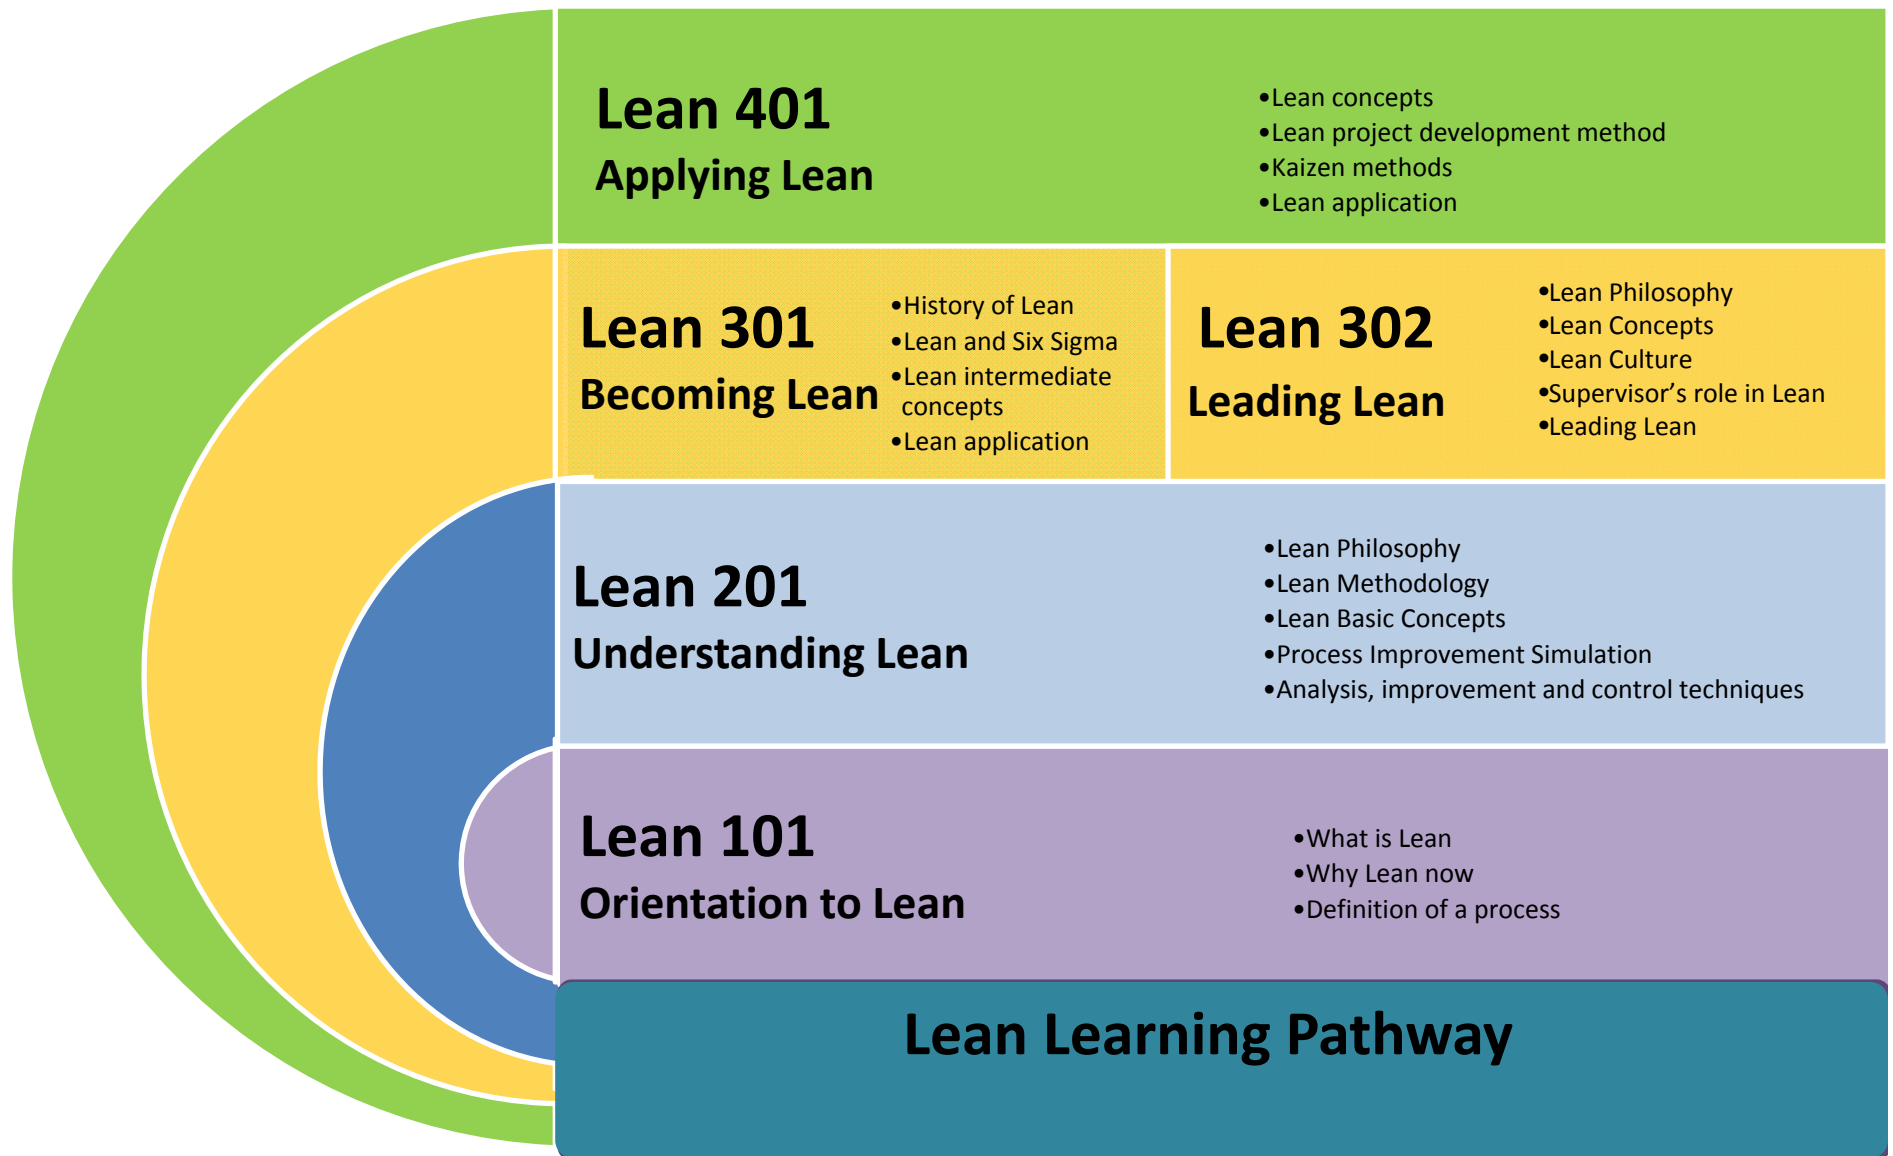 Lean 401
Applying Lean
•Lean concepts
•Lean project development method
•Kaizen methods
•Lean application
Lean 301
Becoming Lean
•History of Lean
•Lean and Six Sigma
•Lean intermediate
concepts
•Lean application
Lean 302
Leading Lean
•Lean Philosophy
•Lean Concepts
•Lean Culture
•Supervisor’s role in Lean
•Leading Lean
Lean 201
Understanding Lean
•Lean Philosophy
•Lean Methodology
•Lean Basic Concepts
•Process Improvement Simulation
•Analysis, improvement and control techniques
Lean 101
Orientation to Lean
•What is Lean
•Why Lean now
•Definition of a process
Lean Learning Pathway